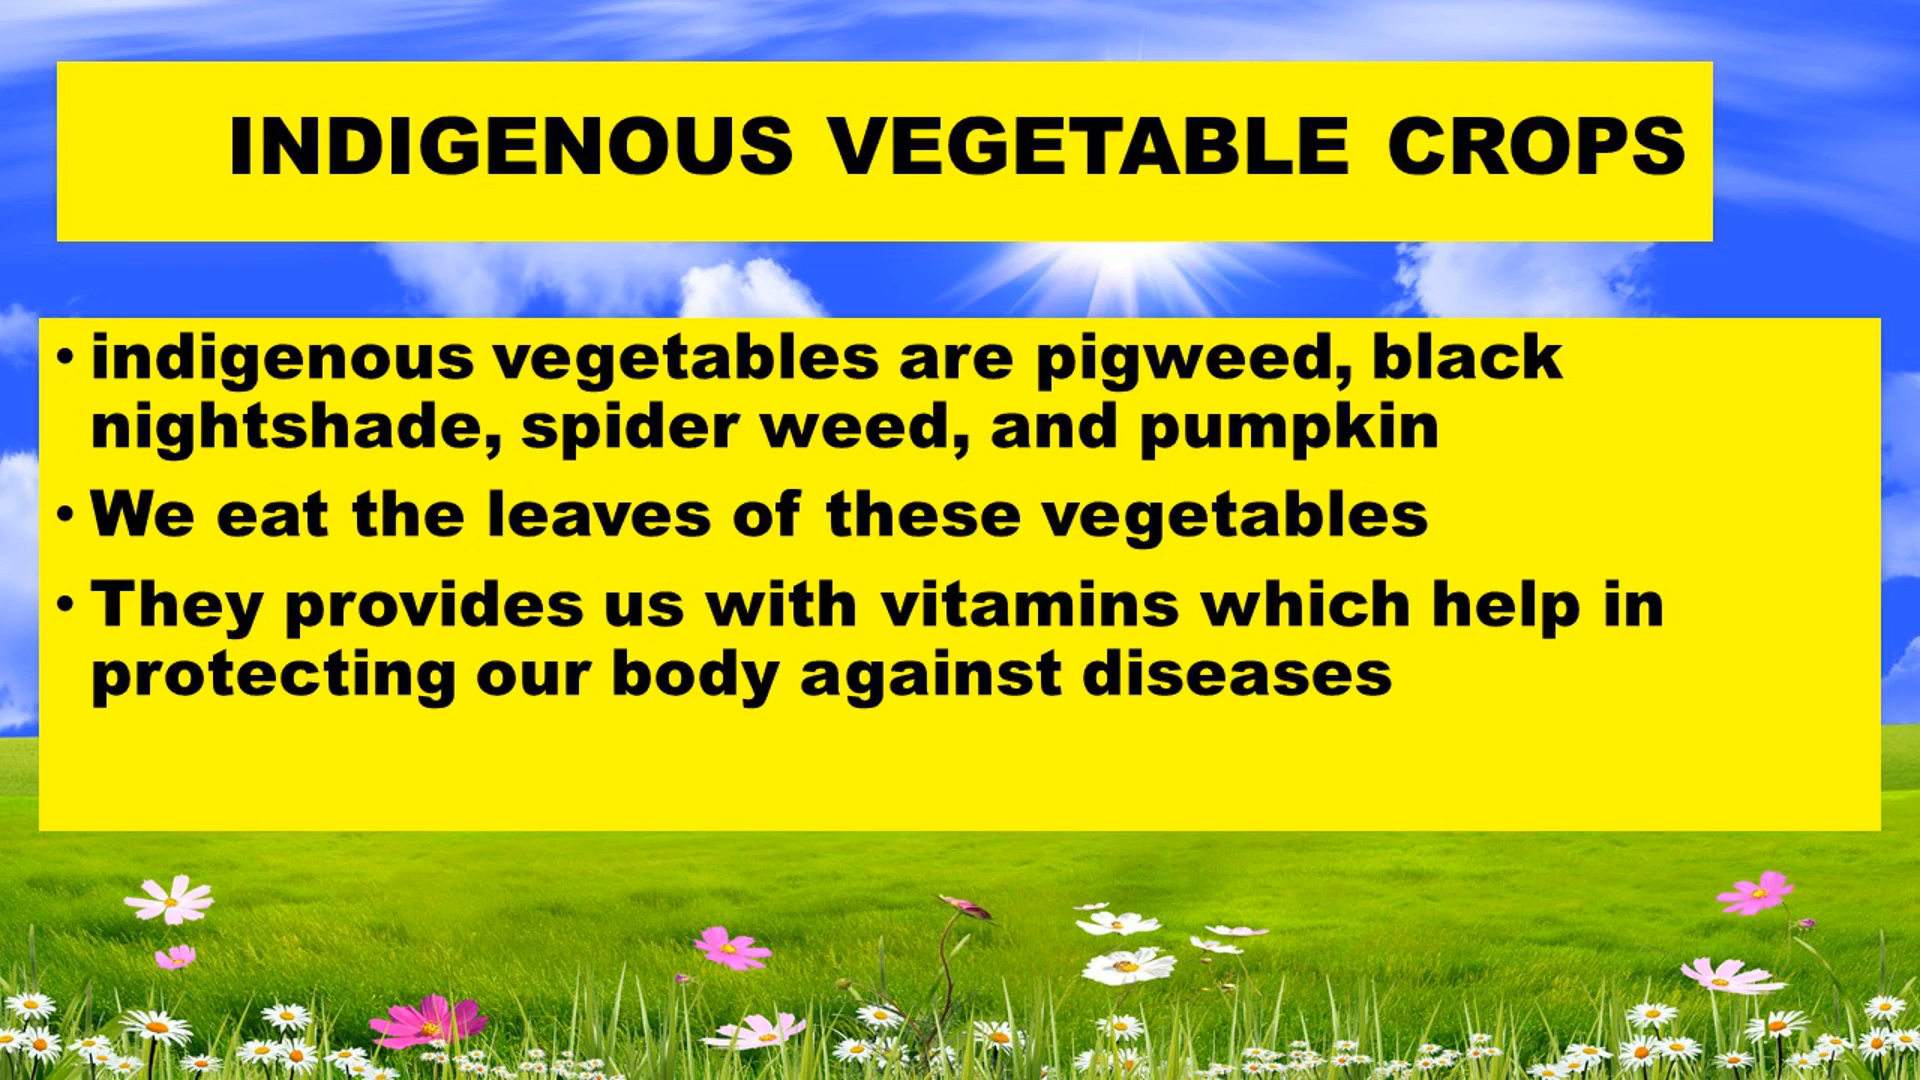 INDIGENOUS VEGETABLE CROPS
• indigenous vegetables are pigweed, black
nightshade, spider weed, and pumpkin
• We eat the leaves of these vegetables
• They provides us with vitamins which help in
protecting our body against diseases